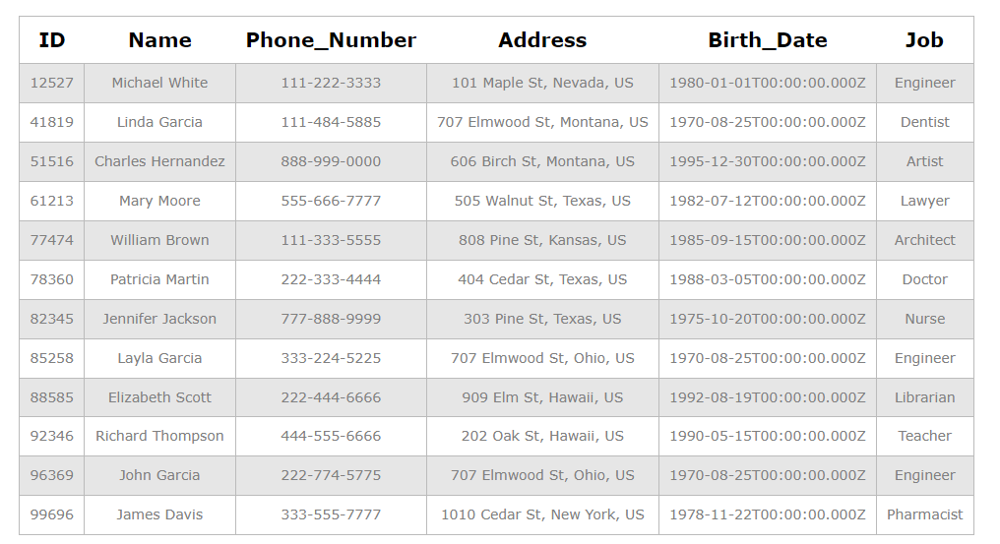 ID Name Phone_Number Address Birth_Date Job
12527 Michael White 111-222-3333 101 Maple St, Nevada, US 1980-01-01T00:00:00.000Z Engineer
41819 Linda Garcia 111-484-5885 707 Elmwood St, Montana, US 1970-08-25T00:00:00.000Z Dentist
51516 Charles Hernandez 888-999-0000 606 Birch St, Montana, US 1995-12-30T00:00:00.000Z Artist
61213 Mary Moore 555-666-7777 505 Walnut St, Texas, US 1982-07-12T00:00:00.000Z Lawyer
77474 William Brown 111-333-5555 808 Pine St, Kansas, US 1985-09-15T00:00:00.000Z Architect
78360 Patricia Martin 222-333-4444 404 Cedar St, Texas, US 1988-03-05T00:00:00.000Z Doctor
82345 Jennifer Jackson 777-888-9999 303 Pine St, Texas, US 1975-10-20T00:00:00.000Z Nurse
85258 Layla Garcia 333-224-5225 707 Elmwood St, Ohio, US 1970-08-25T00:00:00.000Z Engineer
88585 Elizabeth Scott 222-444-6666 909 Elm St, Hawaii, US 1992-08-19T00:00:00.000Z Librarian
92346 Richard Thompson 444-555-6666 202 Oak St, Hawaii, US 1990-05-15T00:00:00.000Z Teacher
96369 John Garcia 222-774-5775 707 Elmwood St, Ohio, US 1970-08-25T00:00:00.000Z Engineer
99696 James Davis 333-555-7777 1010 Cedar St, New York, US 1978-11-22T00:00:00.000Z Pharmacist